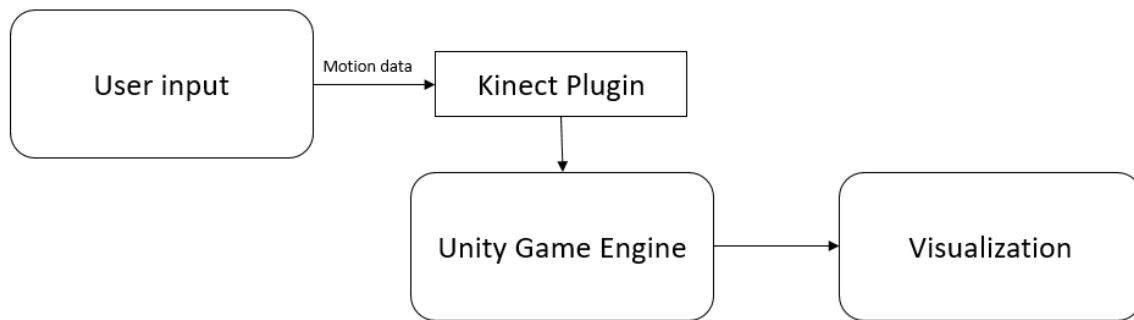 User input
Motion data
Kinect Plugin
Unity Game Engine
Visualization